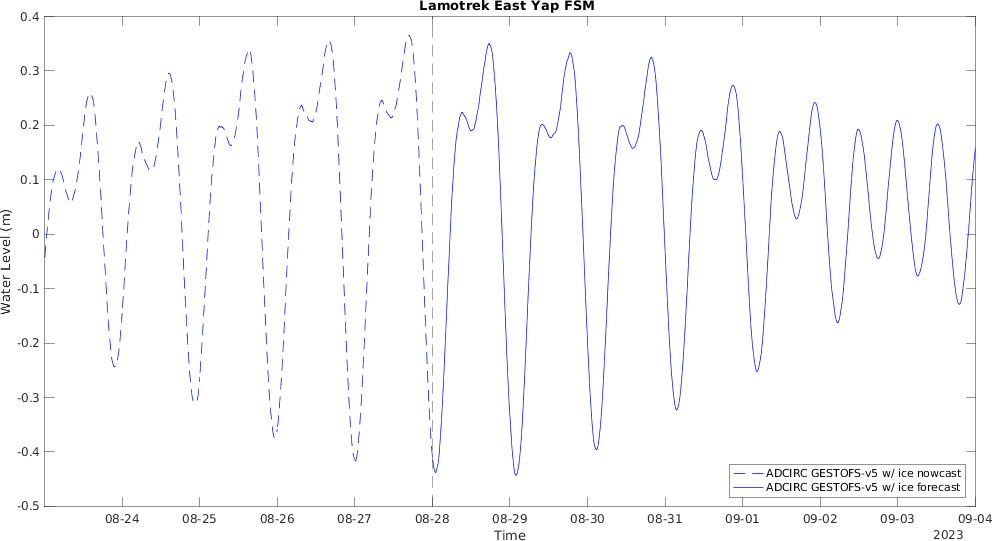 Lamotrek East Yap FSM
0.4
0.3
0.2
0.1
0
-0.1
-0.2
-0.3
-0.4
-0.5
Water Level (m)
ADCIRC GESTOFS-v5 w/ ice nowcast
ADCIRC GESTOFS-v5 w/ ice forecast
08-24 08-25 08-26 08-27 08-28 08-29 08-30 08-31 09-01 09-02 09-03 09-04
Time
2023